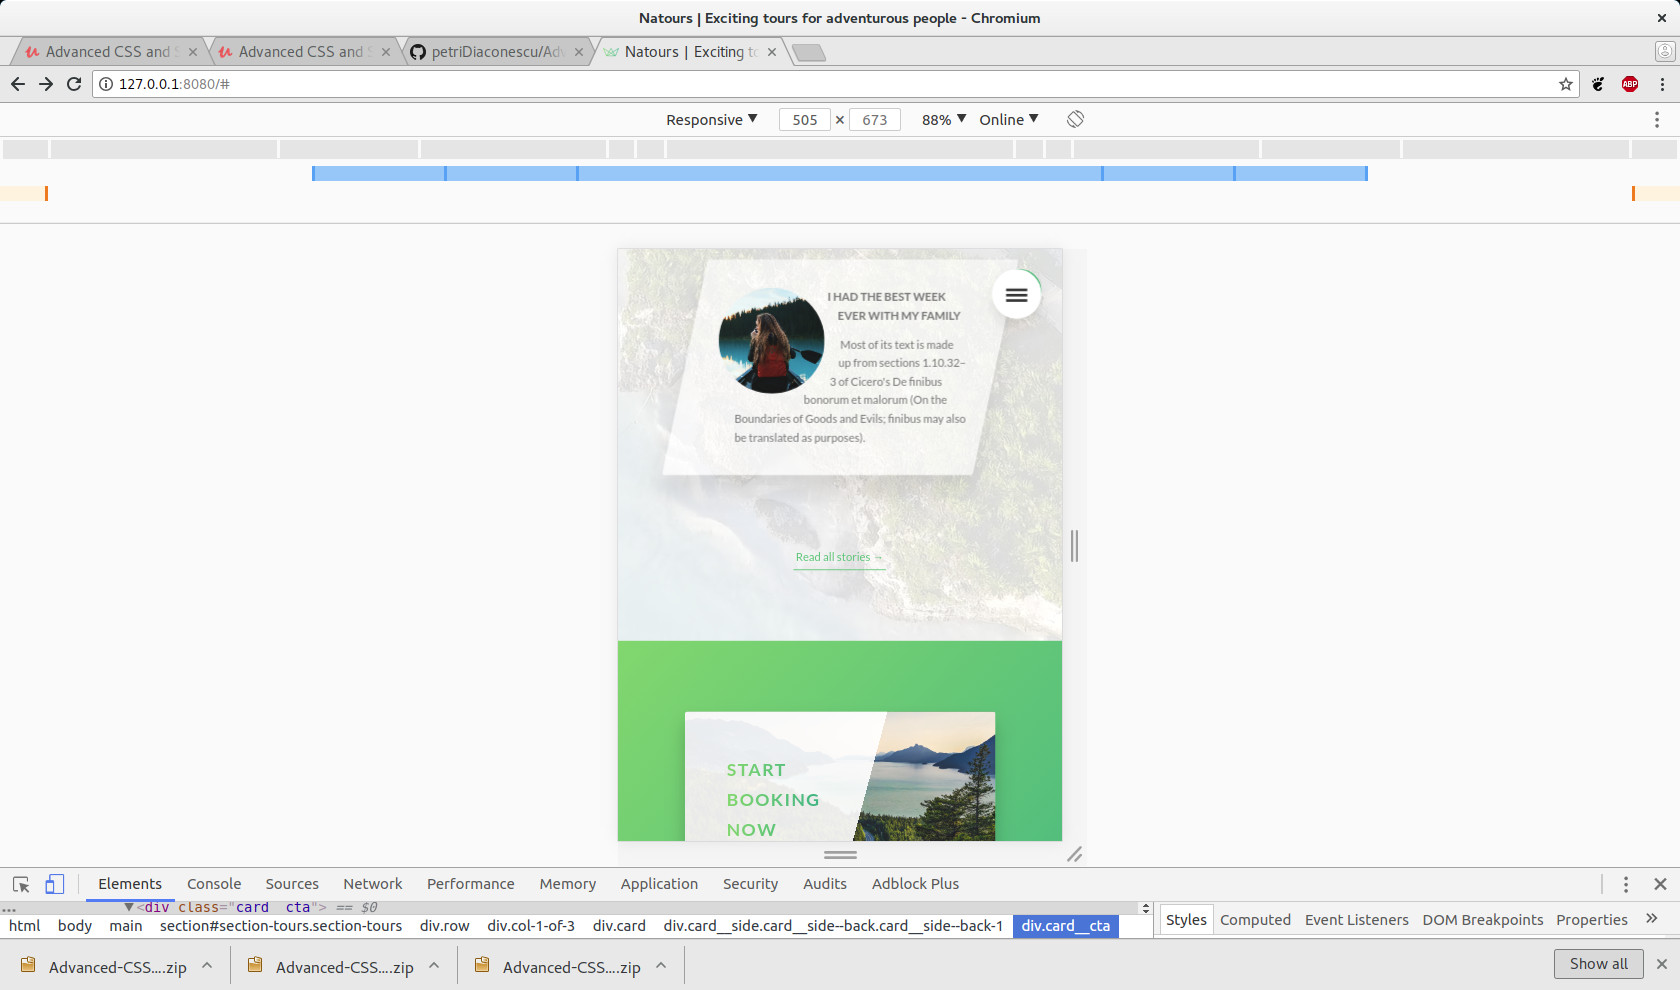 Natours | Exciting tours for adventurous people - Chromium
Advanced CSS and S
Advanced CSS and S
petriDiaconescu/Adv
Natours | Exciting to
127.0.0.1:8080/#
ABP
Responsive
505 × 673
88%
Online
I HAD THE BEST WEEK
EVER WITH MY FAMILY
Most of its text is made
up from sections 1.10.32–
3 of Cicero's De finibus
bonorum et malorum (On the
Boundaries of Goods and Evils; finibus may also
be translated as purposes).
Read all stories →
START
BOOKING
NOW
Elements Console Sources Network Performance Memory Application Security Audits Adblock Plus
… ▼<div class="card__cta"> == $0
html body main section#section-tours.section-tours div.row div.col-1-of-3 div.card div.card__side.card__side--back.card__side--back-1 div.card__cta
Styles Computed Event Listeners DOM Breakpoints Properties »
Advanced-CSS....zip
Advanced-CSS....zip
Advanced-CSS....zip
Show all